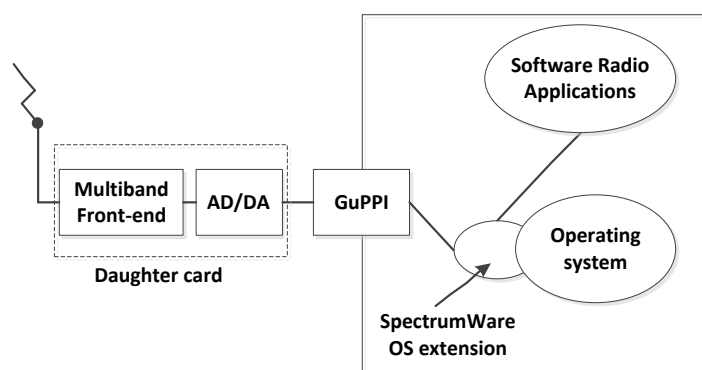 Software Radio
Applications
Multiband
Front-end
AD/DA
GuPPI
Operating
system
Daughter card
SpectrumWare
OS extension